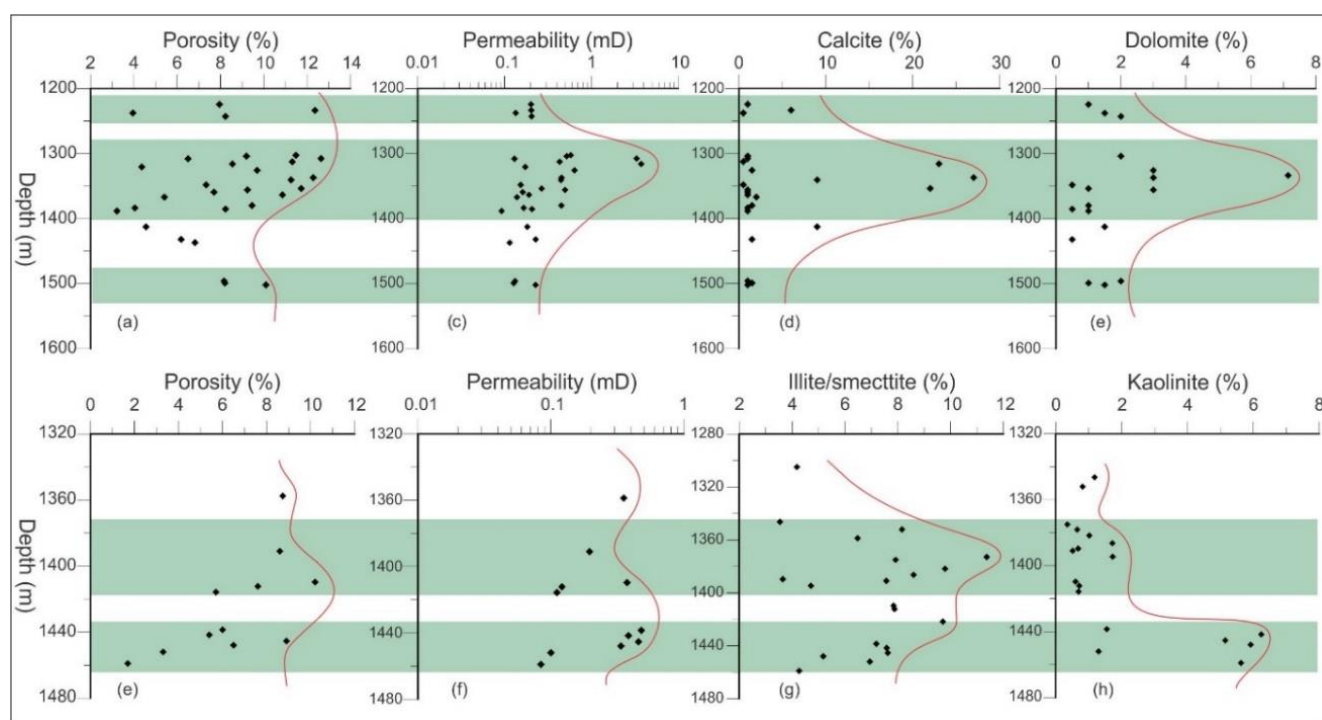 Porosity (%) Permeability (mD) Calcite (%) Dolomite (%)
2 4 6 8 10 12 14 0.01 0.1 1 10 0 10 20 30 0 2 4 6 8
1200 1200 1200 1200
1300 1300 1300 1300
1400 1400 1400 1400
1500 1500 1500 1500
1600 1600 1600 1600
Depth (m)
(a) (c) (d) (e)
Porosity (%) Permeability (mD) Illite/smecttite (%) Kaolinite (%)
0 2 4 6 8 10 12 0.01 0.1 1 2 4 6 8 10 12 0 2 4 6 8
1320 1320 1280 1320
1360 1360 1320 1360
1400 1400 1360 1400
1440 1440 1400 1440
1480 1480 1440 1480
1480
Depth (m)
(e) (f) (g) (h)